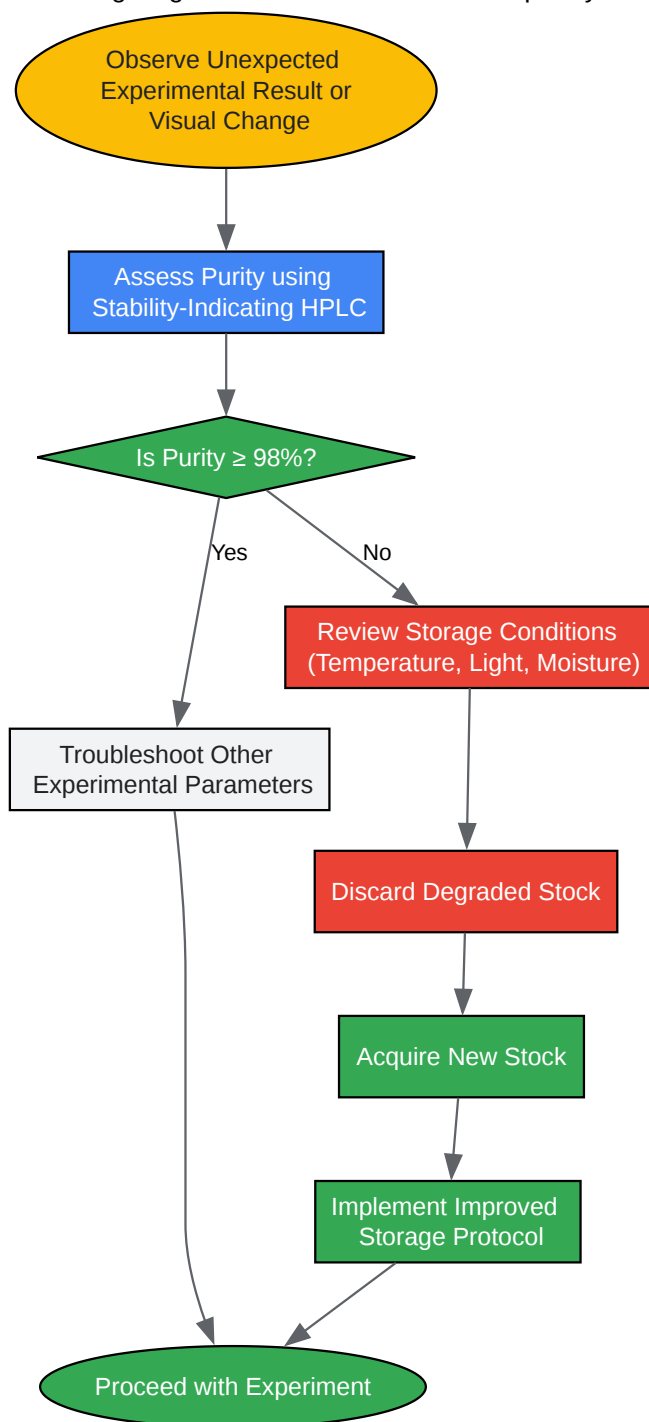 Observe Unexpected
Experimental Result or
Visual Change
Assess Purity using
Stability-Indicating HPLC
Is Purity ≥ 98%?
Yes
No
Review Storage Conditions
(Temperature, Light, Moisture)
Troubleshoot Other
Experimental Parameters
Discard Degraded Stock
Acquire New Stock
Implement Improved
Storage Protocol
Proceed with Experiment